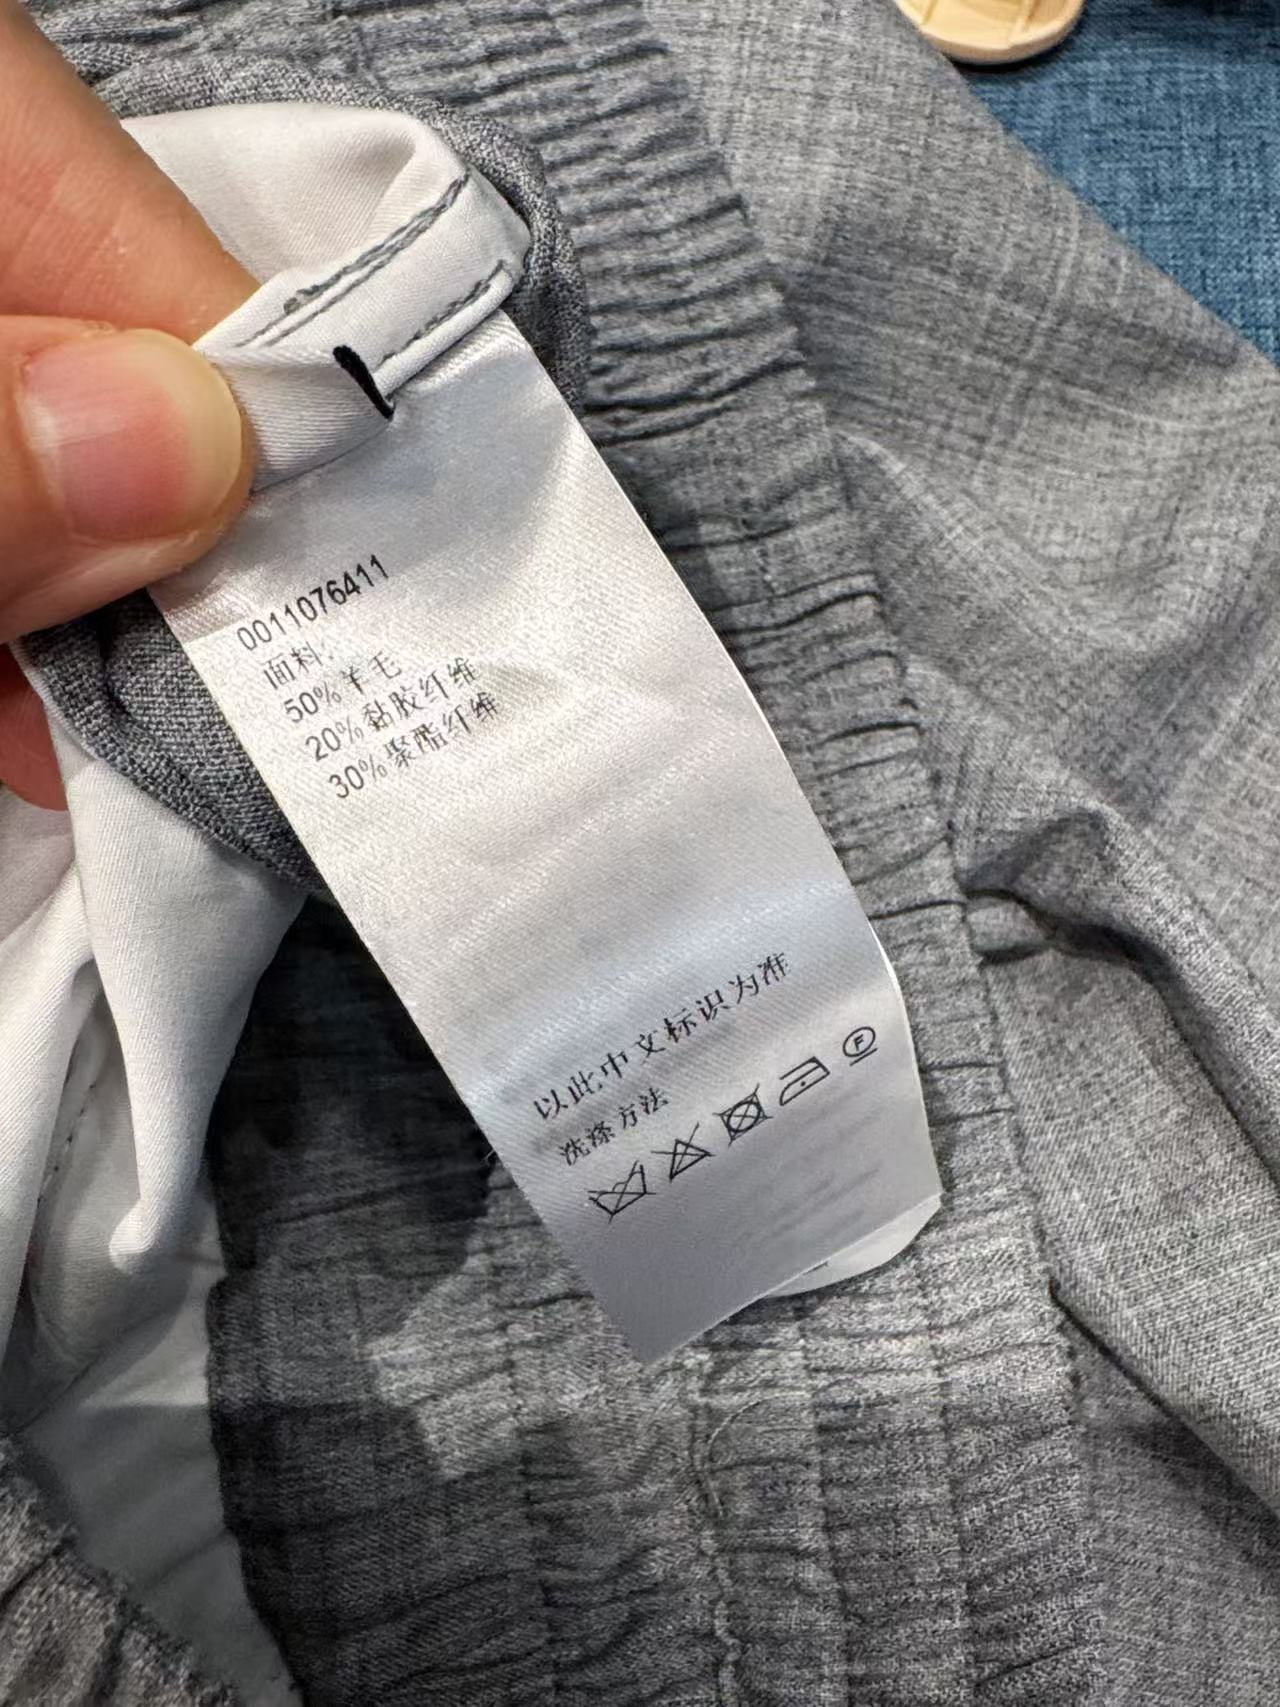 0011076411
面料:
50%羊毛
20%黏胶纤维
30%聚酯纤维
以此中文标识为准
洗涤方法
F